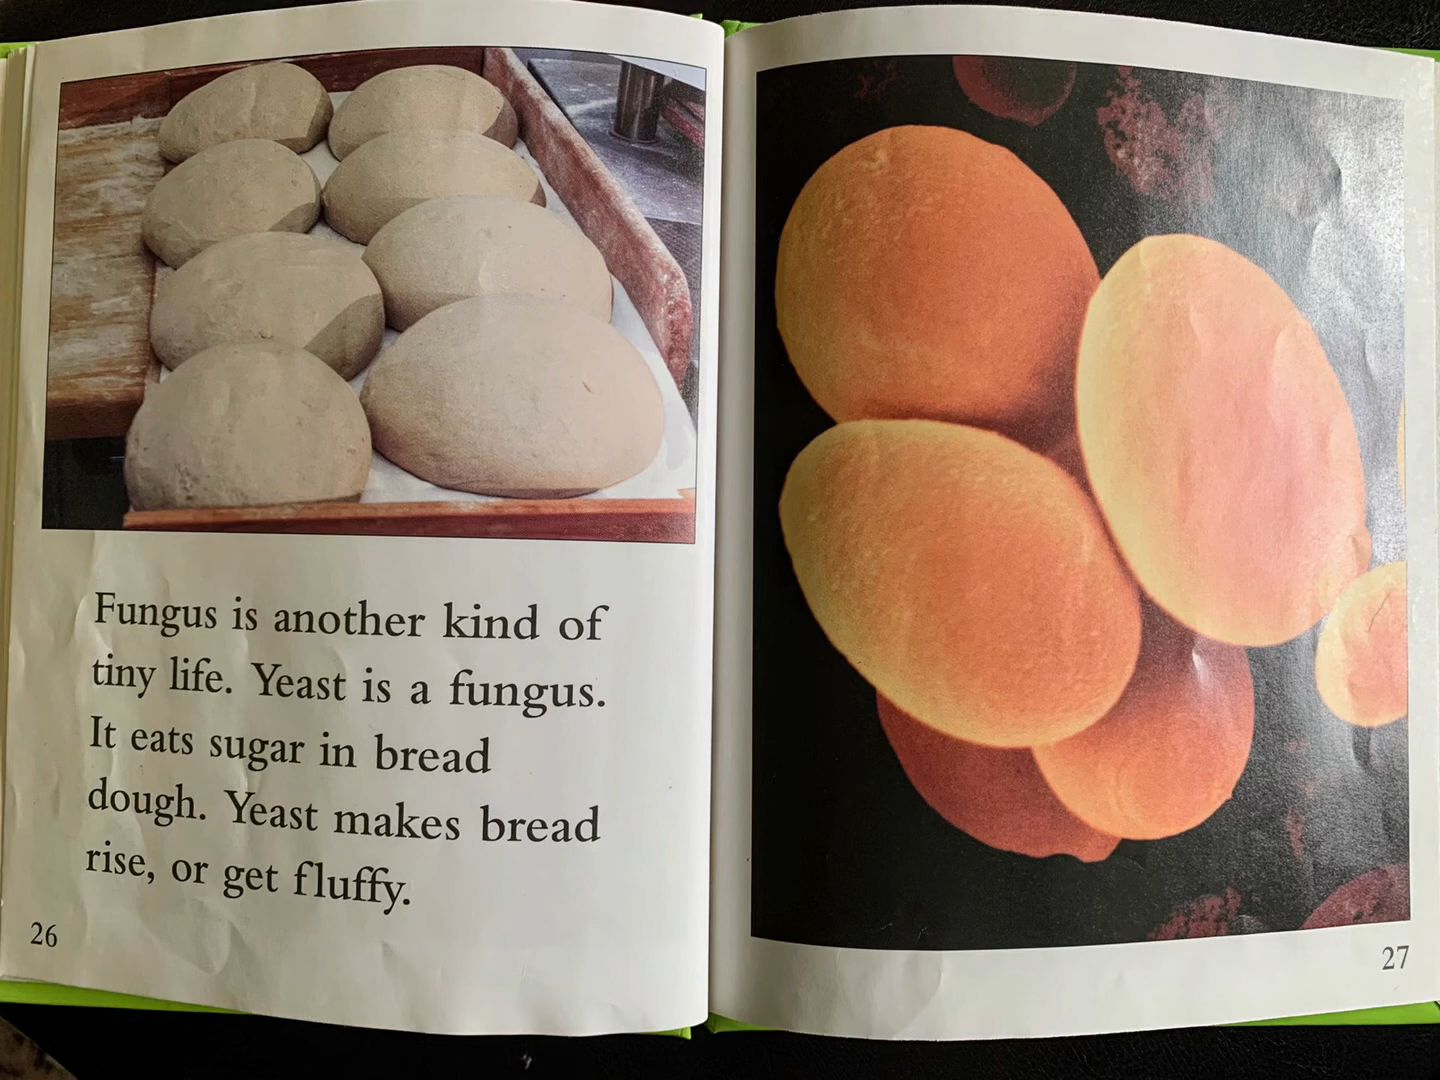 Fungus is another kind of
tiny life. Yeast is a fungus.
It eats sugar in bread
dough. Yeast makes bread
rise, or get fluffy.
26
27